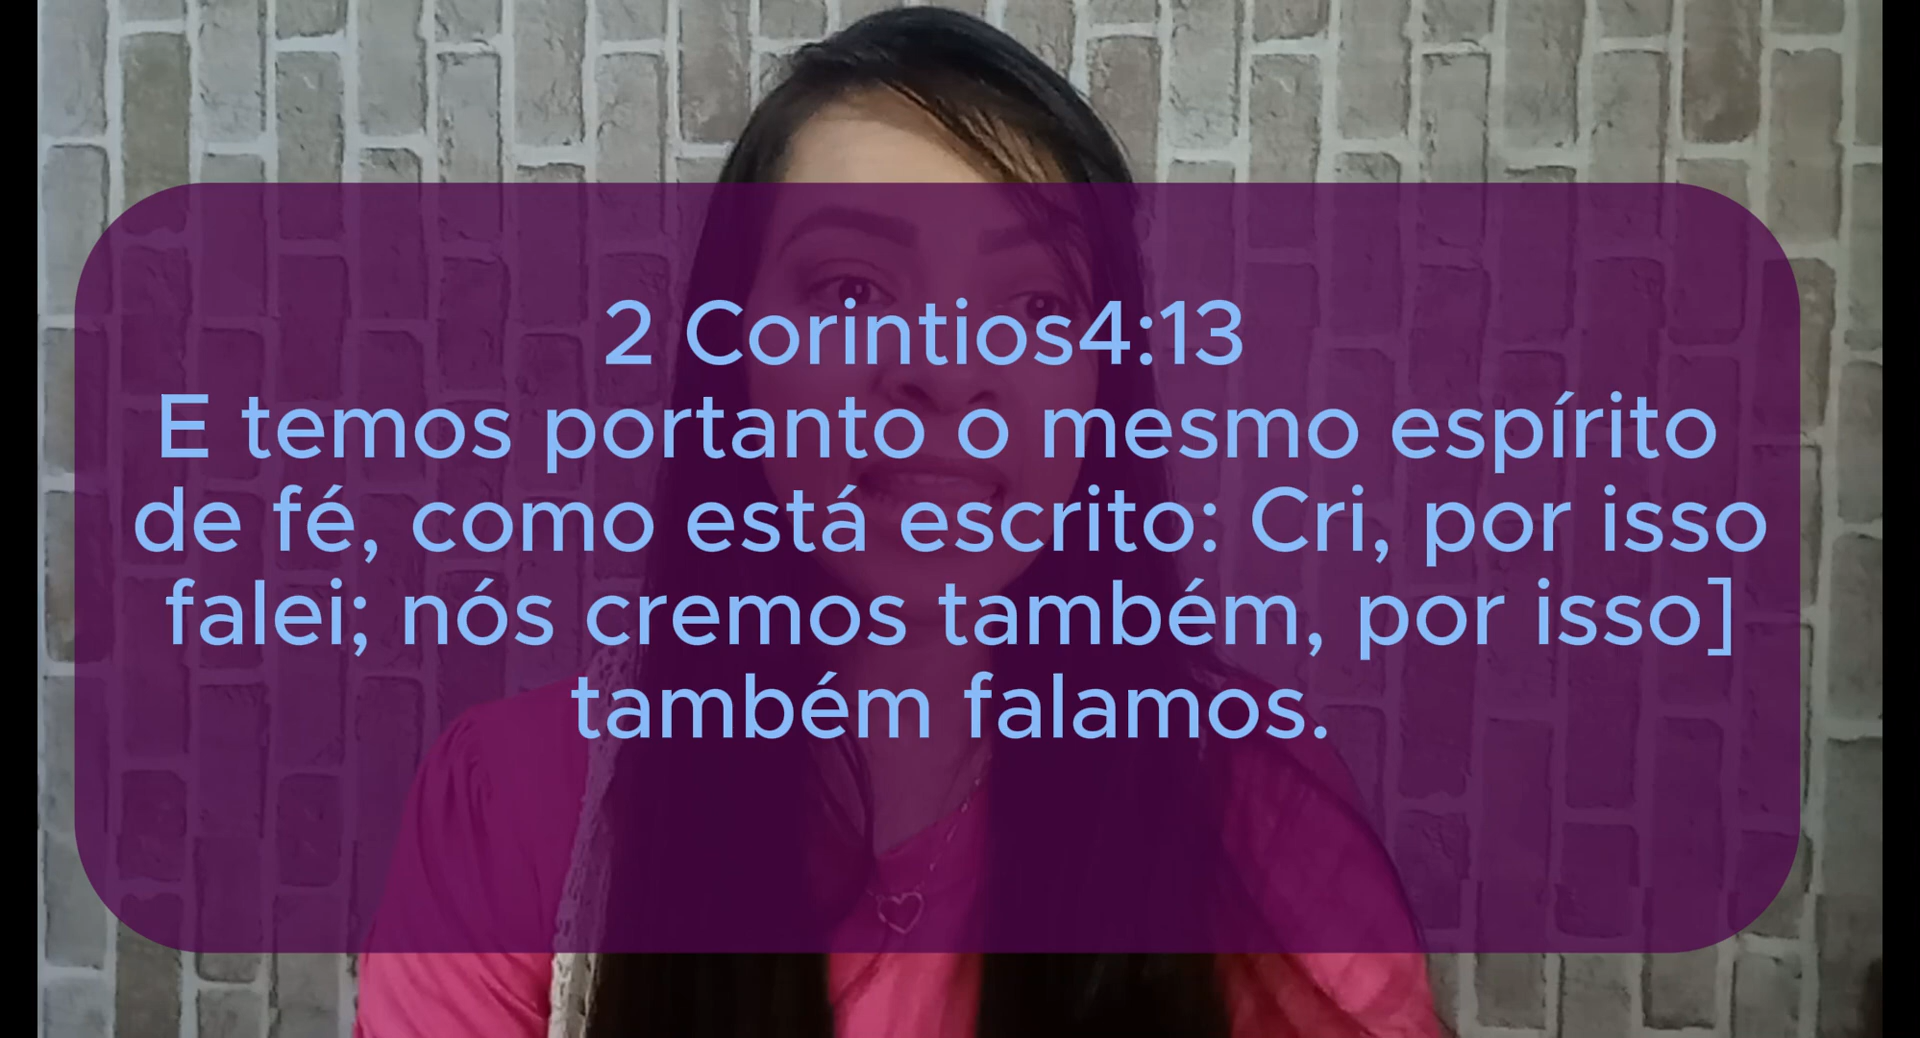 2 Corintios4:13
E temos portanto o mesmo espírito
de fé, como está escrito: Cri, por isso
falei; nós cremos também, por isso]
também falamos.